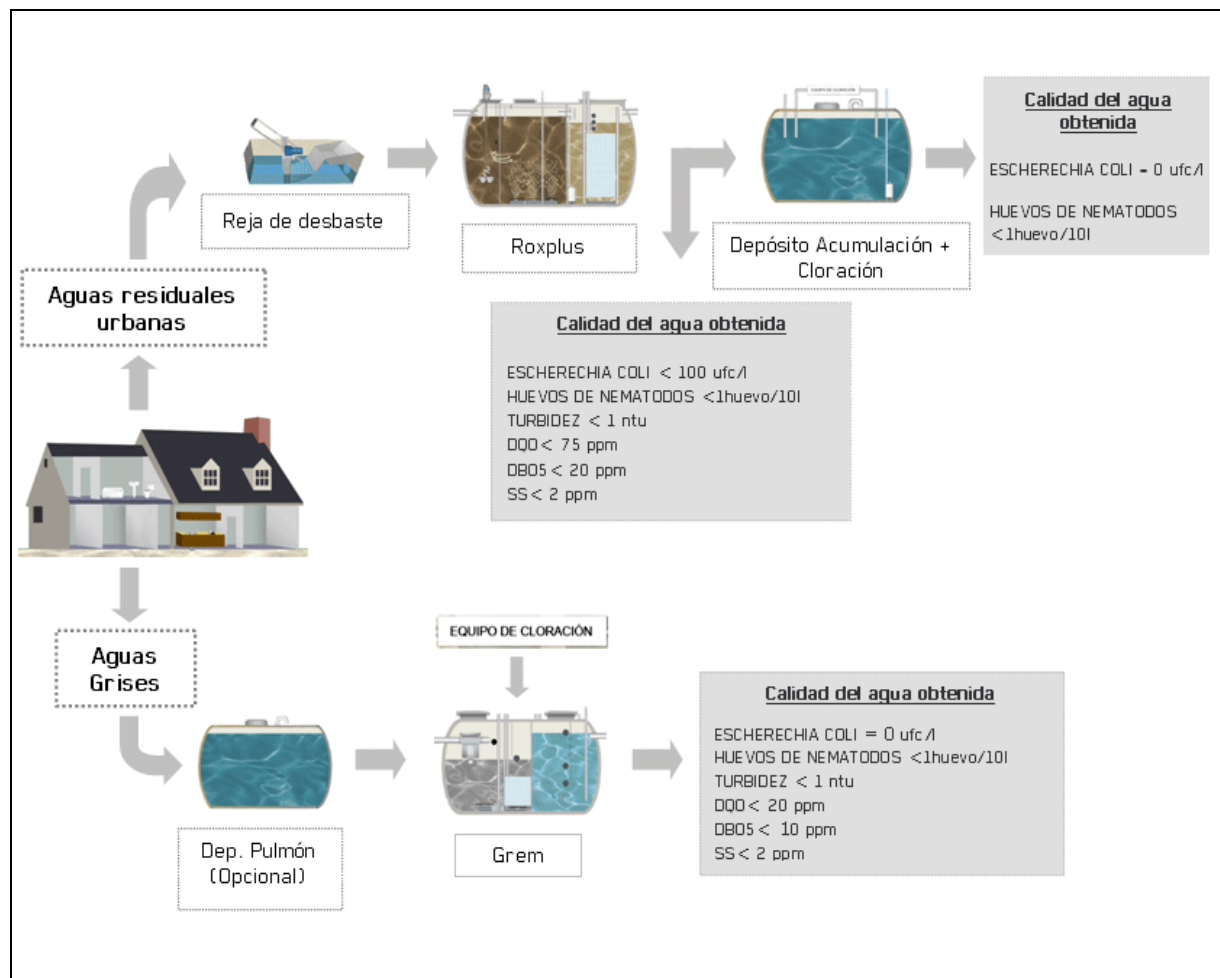 EQUIPO DE CLORACIÓN
Calidad del agua
obtenida
ESCHERECHIA COLI = 0 ufc/l
HUEVOS DE NEMATODOS
<1huevo/10l
Reja de desbaste
Roxplus
Depósito Acumulación +
Cloración
Aguas residuales
urbanas
Calidad del agua obtenida
ESCHERECHIA COLI < 100 ufc/l
HUEVOS DE NEMATODOS <1huevo/10l
TURBIDEZ < 1 ntu
DQO < 75 ppm
DBO5 < 20 ppm
SS < 2 ppm
Aguas
Grises
EQUIPO DE CLORACIÓN
Calidad del agua obtenida
ESCHERECHIA COLI = 0 ufc/l
HUEVOS DE NEMATODOS <1huevo/10l
TURBIDEZ < 1 ntu
DQO < 20 ppm
DBO5 < 10 ppm
SS < 2 ppm
Dep. Pulmón
(Opcional)
Grem